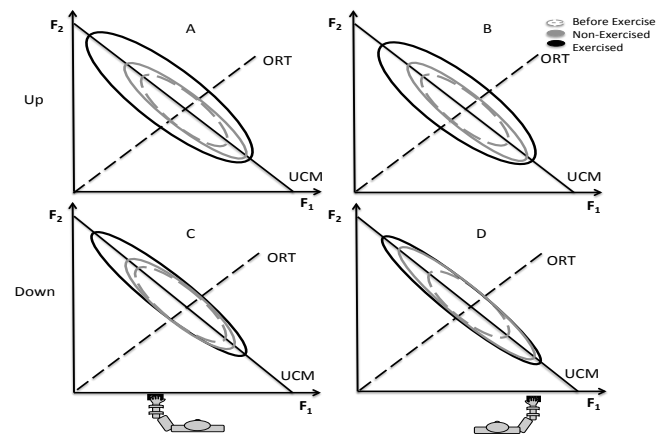 A
B
Before Exercise
Non-Exercised
Exercised
F2
ORT
UCM
F1
Up
F2
ORT
UCM
F1
C
D
F2
ORT
UCM
F1
Down
F2
ORT
UCM
F1